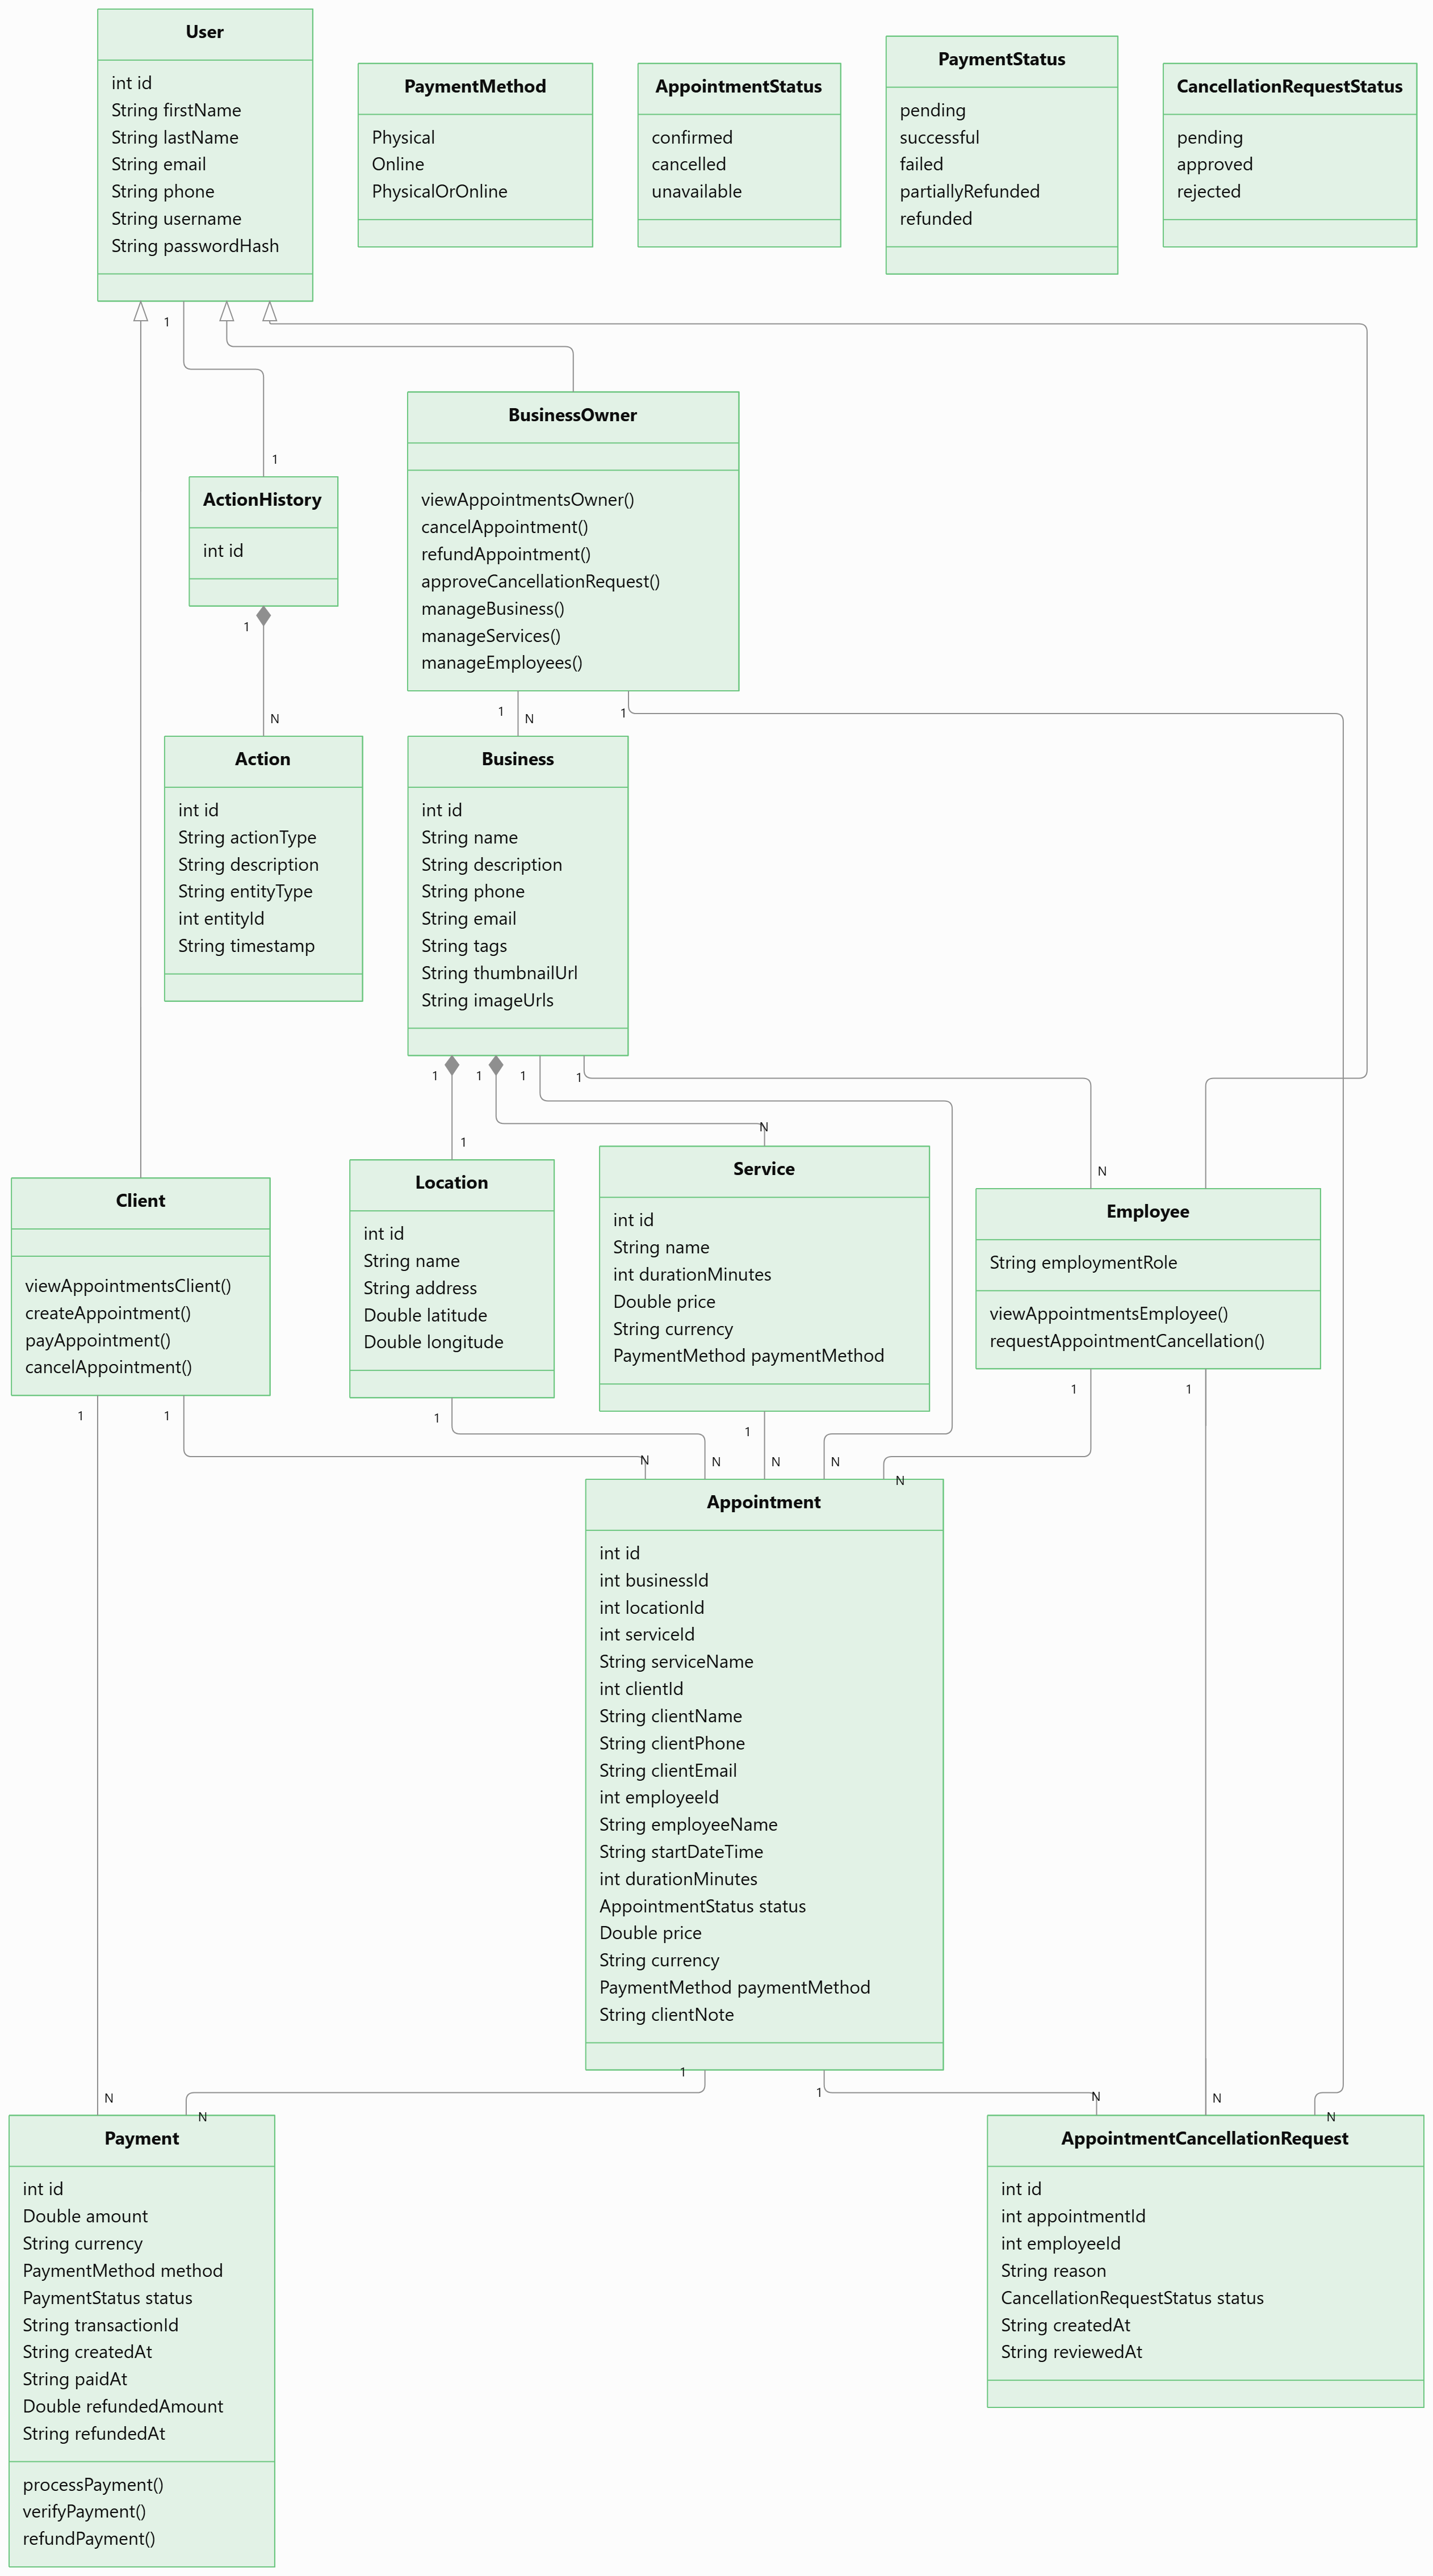 User
int id
String firstName
String lastName
String email
String phone
String username
String passwordHash
PaymentMethod
Physical
Online
PhysicalOrOnline
AppointmentStatus
confirmed
cancelled
unavailable
PaymentStatus
pending
successful
failed
partiallyRefunded
refunded
CancellationRequestStatus
pending
approved
rejected
1
1
ActionHistory
int id
1
N
BusinessOwner
viewAppointmentsOwner()
cancelAppointment()
refundAppointment()
approveCancellationRequest()
manageBusiness()
manageServices()
manageEmployees()
1
N
1
Action
int id
String actionType
String description
String entityType
int entityId
String timestamp
Business
int id
String name
String description
String phone
String email
String tags
String thumbnailUrl
String imageUrls
1
1
1
1
1
N
N
Client
viewAppointmentsClient()
createAppointment()
payAppointment()
cancelAppointment()
Location
int id
String name
String address
Double latitude
Double longitude
Service
int id
String name
int durationMinutes
Double price
String currency
PaymentMethod paymentMethod
Employee
String employmentRole
viewAppointmentsEmployee()
requestAppointmentCancellation()
1
1
1
1
1
1
N
N
N
N
N
Appointment
int id
int businessId
int locationId
int serviceId
String serviceName
int clientId
String clientName
String clientPhone
String clientEmail
int employeeId
String employeeName
String startDateTime
int durationMinutes
AppointmentStatus status
Double price
String currency
PaymentMethod paymentMethod
String clientNote
1
1
N
N
N
N
N
Payment
int id
Double amount
String currency
PaymentMethod method
PaymentStatus status
String transactionId
String createdAt
String paidAt
Double refundedAmount
String refundedAt
processPayment()
verifyPayment()
refundPayment()
AppointmentCancellationRequest
int id
int appointmentId
int employeeId
String reason
CancellationRequestStatus status
String createdAt
String reviewedAt